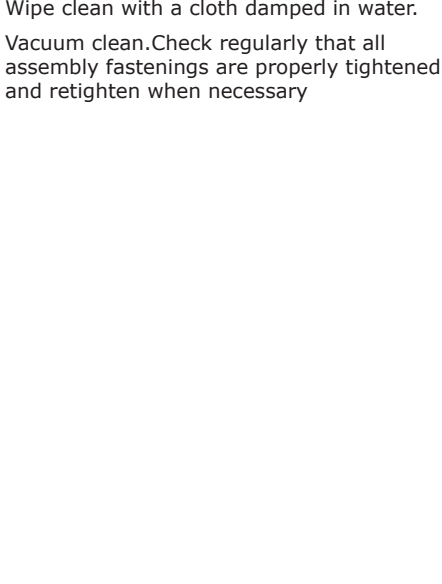 Wipe clean with a cloth damped in water.
Vacuum clean.Check regularly that all
assembly fastenings are properly tightened
and retighten when necessary